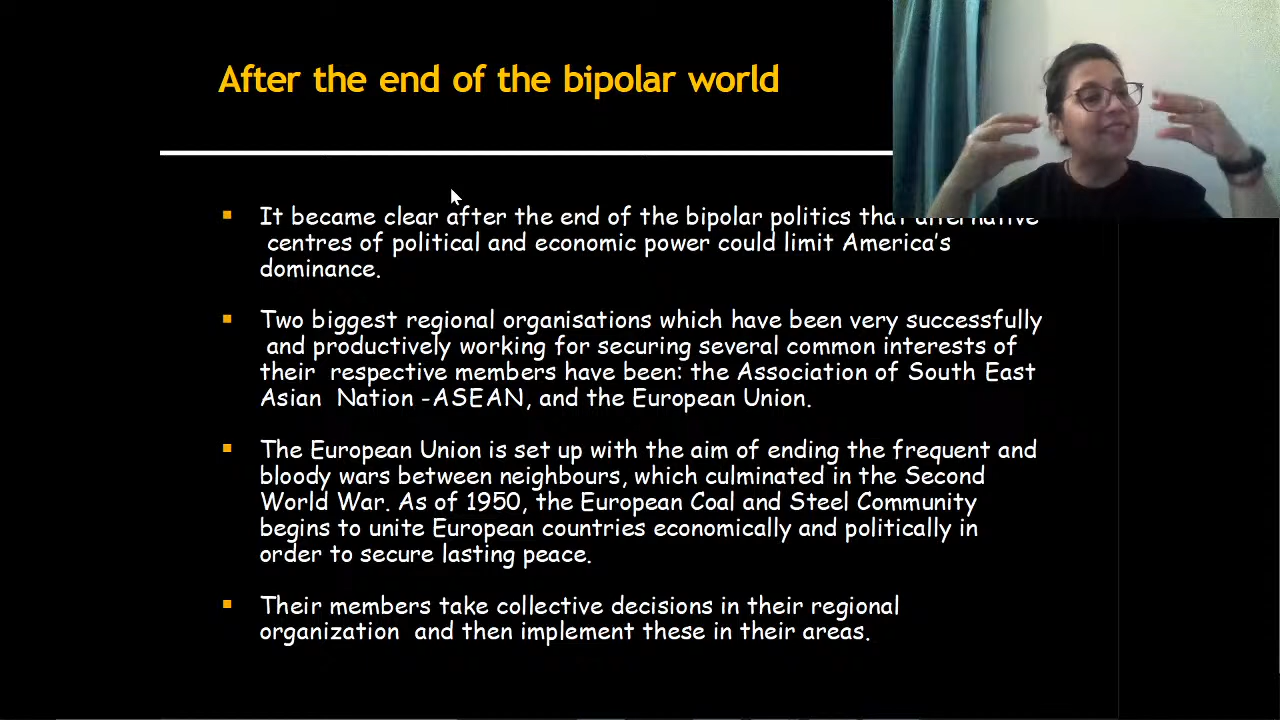 After the end of the bipolar world
It became clear after the end of the bipolar politics that alternative
centres of political and economic power could limit America's
dominance.
Two biggest regional organisations which have been very successfully
and productively working for securing several common interests of
their respective members have been: the Association of South East
Asian Nation -ASEAN, and the European Union.
The European Union is set up with the aim of ending the frequent and
bloody wars between neighbours, which culminated in the Second
World War. As of 1950, the European Coal and Steel Community
begins to unite European countries economically and politically in
order to secure lasting peace.
Their members take collective decisions in their regional
organization and then implement these in their areas.